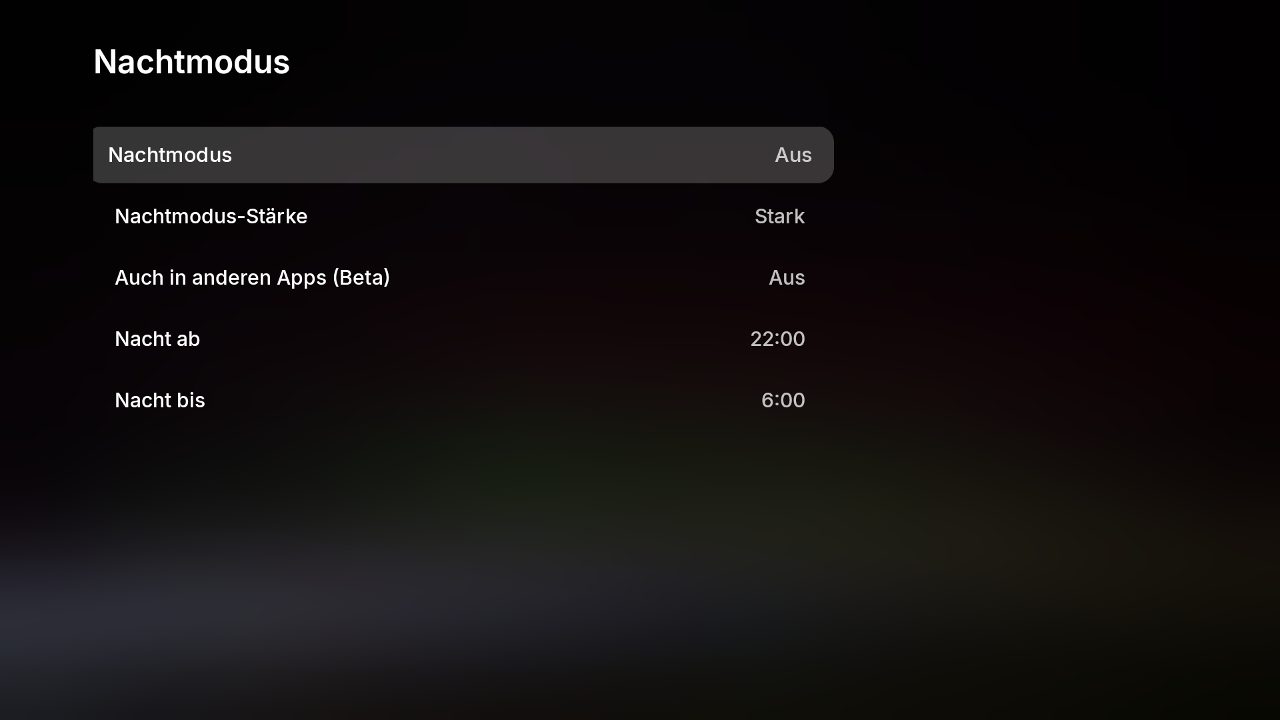 Nachtmodus
Nachtmodus Aus
Nachtmodus-Stärke Stark
Auch in anderen Apps (Beta) Aus
Nacht ab 22:00
Nacht bis 6:00